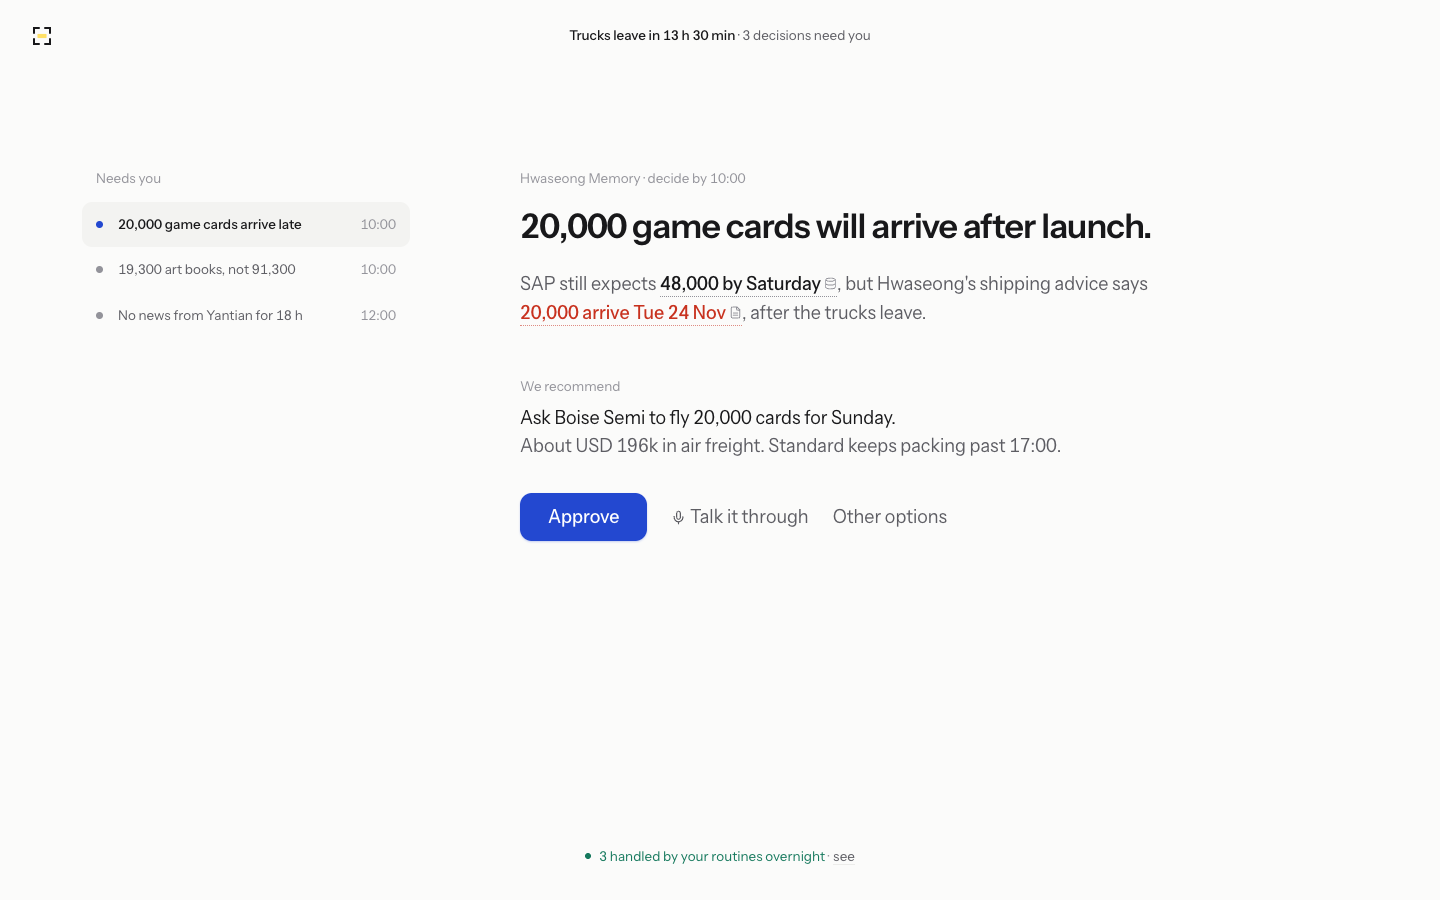 Trucks leave in 13 h 30 min · 3 decisions need you
Needs you
20,000 game cards arrive late 10:00
19,300 art books, not 91,300 10:00
No news from Yantian for 18 h 12:00
Hwaseong Memory · decide by 10:00
20,000 game cards will arrive after launch.
SAP still expects 48,000 by Saturday, but Hwaseong's shipping advice says
20,000 arrive Tue 24 Nov, after the trucks leave.
We recommend
Ask Boise Semi to fly 20,000 cards for Sunday.
About USD 196k in air freight. Standard keeps packing past 17:00.
Approve Talk it through Other options
3 handled by your routines overnight · see